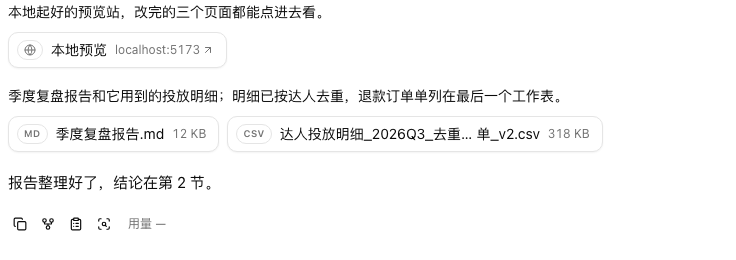 本地起好的预览站，改完的三个页面都能点进去看。
本地预览 localhost:5173
季度复盘报告和它用到的投放明细；明细已按达人去重，退款订单单列在最后一个工作表。
MD 季度复盘报告.md 12 KB CSV 达人投放明细_2026Q3_去重... 单_v2.csv 318 KB
报告整理好了，结论在第 2 节。
用量 —